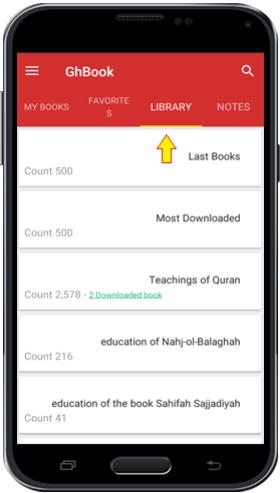 GhBook
MY BOOKS
FAVORITE
S
LIBRARY
NOTES
Last Books
Count 500
Most Downloaded
Count 500
Teachings of Quran
Count 2,578 - 2 Downloaded book
education of Nahj-ol-Balaghah
Count 216
education of the book Sahifah Sajjadiyah
Count 41